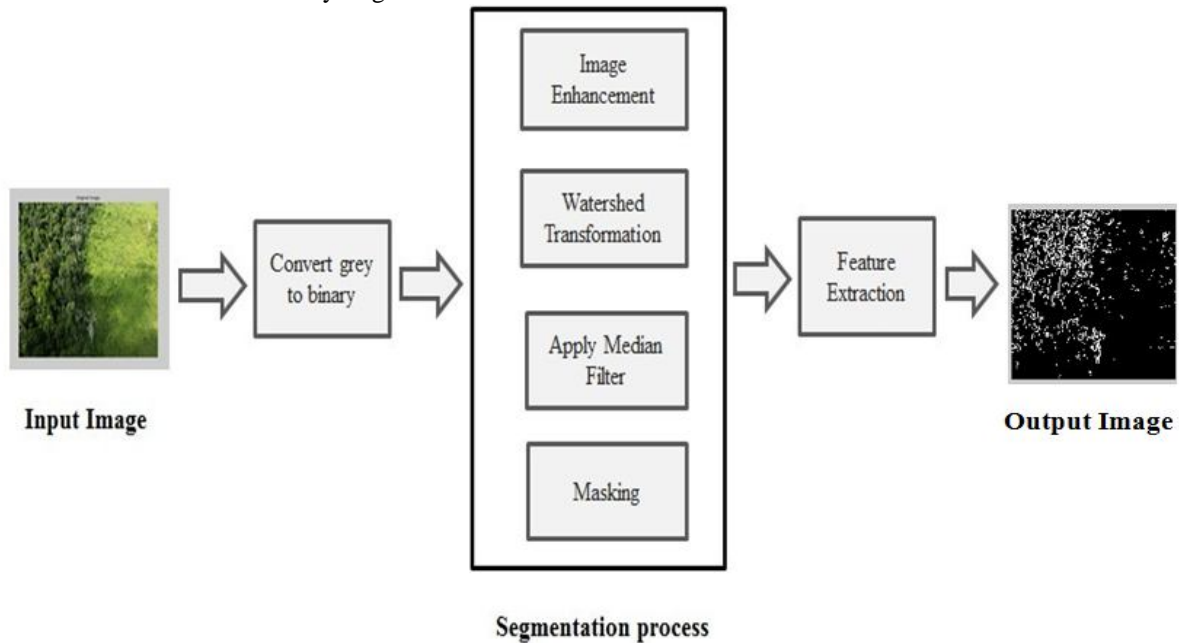 Image
Enhancement
Watershed
Transformation
Apply Median
Filter
Masking
Convert grey
to binary
Feature
Extraction
Input Image
Output Image
Segmentation process